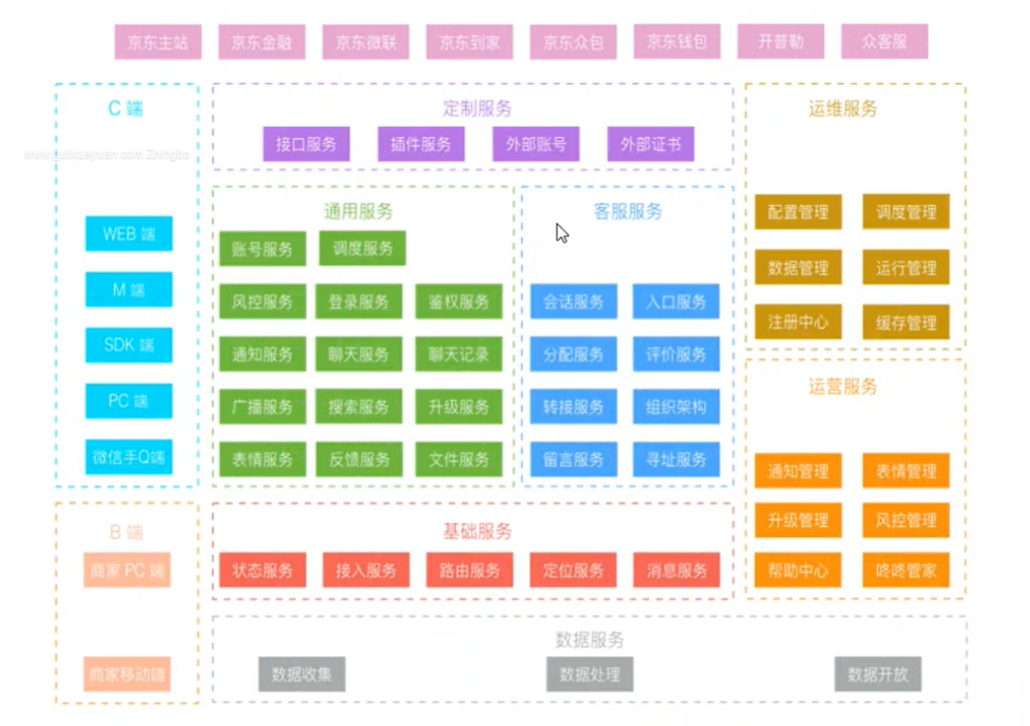 京东主站 京东金融 京东微联 京东到家 京东众包 京东钱包 开普勒 众客服
C 端
WEB 端
M 端
SDK 端
PC 端
微信手Q端
B 端
商家 PC 端
商家移动端
定制服务
接口服务 插件服务 外部账号 外部证书
通用服务
账号服务 调度服务
风控服务 登录服务 鉴权服务
通知服务 聊天服务 聊天记录
广播服务 搜索服务 升级服务
表情服务 反馈服务 文件服务
客服服务
会话服务 入口服务
分配服务 评价服务
转接服务 组织架构
留言服务 寻址服务
基础服务
状态服务 接入服务 路由服务 定位服务 消息服务
运维服务
配置管理 调度管理
数据管理 运行管理
注册中心 缓存管理
运营服务
通知管理 表情管理
升级管理 风控管理
帮助中心 咚咚管家
数据服务
数据收集 数据处理 数据开放